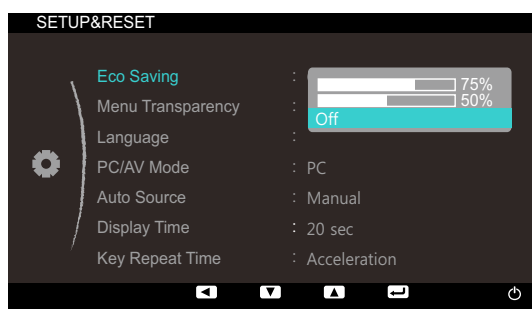 SETUP&RESET
Eco Saving : 75%
50%
Menu Transparency : Off
Language :
PC/AV Mode : PC
Auto Source : Manual
Display Time : 20 sec
Key Repeat Time : Acceleration